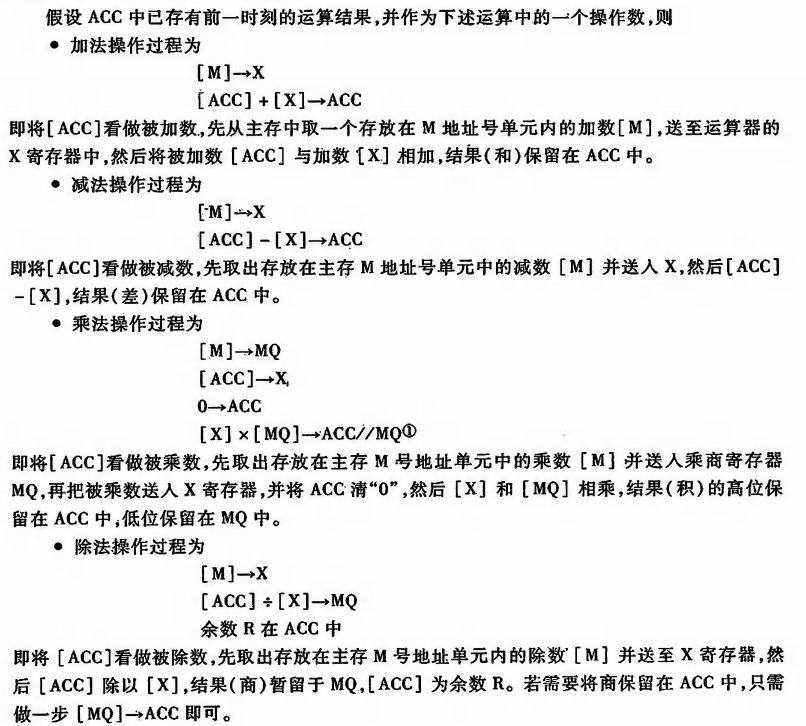 假设 ACC 中已存有前一时刻的运算结果,并作为下述运算中的一个操作数,则
● 加法操作过程为
[M]→X
[ACC]+[X]→ACC
即将[ACC]看做被加数,先从主存中取一个存放在 M 地址号单元内的加数[M],送至运算器的
X 寄存器中,然后将被加数 [ACC] 与加数 [X] 相加,结果(和)保留在 ACC 中。
● 减法操作过程为
[M]→X
[ACC]-[X]→ACC
即将[ACC]看做被减数,先取出存放在主存 M 地址号单元中的减数 [M] 并送人 X,然后[ACC]
-[X],结果(差)保留在 ACC 中。
● 乘法操作过程为
[M]→MQ
[ACC]→X
0→ACC
[X]×[MQ]→ACC//MQ①
即将[ACC]看做被乘数,先取出存放在主存 M 号地址单元中的乘数 [M] 并送人乘商寄存器
MQ,再把被乘数送人 X 寄存器,并将 ACC 清“0”,然后 [X] 和 [MQ] 相乘,结果(积)的高位保
留在 ACC 中,低位保留在 MQ 中。
● 除法操作过程为
[M]→X
[ACC]÷[X]→MQ
余数 R 在 ACC 中
即将 [ACC]看做被除数,先取出存放在主存 M 号地址单元内的除数 [M] 并送至 X 寄存器,然
后 [ACC] 除以 [X],结果(商)暂留于 MQ,[ACC] 为余数 R。若需要将商保留在 ACC 中,只需
做一步 [MQ]→ACC 即可。